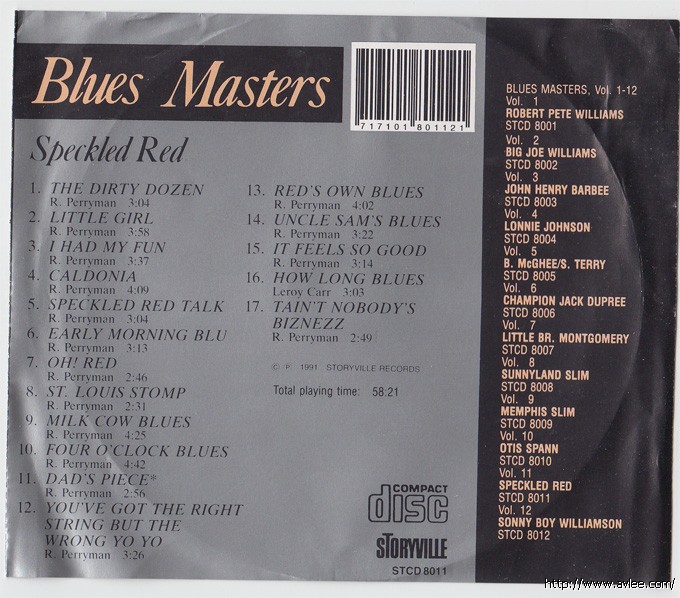 Blues Masters
717101 801121
Speckled Red
1. THE DIRTY DOZEN
R. Perryman 3:04
2. LITTLE GIRL
R. Perryman 3:58
3. I HAD MY FUN
R. Perryman 3:37
4. CALDONIA
R. Perryman 4:09
5. SPECKLED RED TALK
R. Perryman 3:04
6. EARLY MORNING BLU
R. Perryman 3:13
7. OH! RED
R. Perryman 2:46
8. ST. LOUIS STOMP
R. Perryman 2:31
9. MILK COW BLUES
R. Perryman 4:25
10. FOUR O'CLOCK BLUES
R. Perryman 4:42
11. DAD'S PIECE*
R. Perryman 2:56
12. YOU'VE GOT THE RIGHT
STRING BUT THE
WRONG YO YO
R. Perryman 3:26
13. RED'S OWN BLUES
R. Perryman 4:02
14. UNCLE SAM'S BLUES
R. Perryman 3:22
15. IT FEELS SO GOOD
R. Perryman 3:14
16. HOW LONG BLUES
Leroy Carr 3:03
17. TAIN'T NOBODY'S
BIZNEZZ
R. Perryman 2:49
© ℗ 1991 STORYVILLE RECORDS
Total playing time: 58:21
COMPACT
disc
STORYVILLE
STCD 8011
BLUES MASTERS, Vol. 1-12
Vol. 1
ROBERT PETE WILLIAMS
STCD 8001
Vol. 2
BIG JOE WILLIAMS
STCD 8002
Vol. 3
JOHN HENRY BARBEE
STCD 8003
Vol. 4
LONNIE JOHNSON
STCD 8004
Vol. 5
B. McGHEE/S. TERRY
STCD 8005
Vol. 6
CHAMPION JACK DUPREE
STCD 8006
Vol. 7
LITTLE BR. MONTGOMERY
STCD 8007
Vol. 8
SUNNYLAND SLIM
STCD 8008
Vol. 9
MEMPHIS SLIM
STCD 8009
Vol. 10
OTIS SPANN
STCD 8010
Vol. 11
SPECKLED RED
STCD 8011
Vol. 12
SONNY BOY WILLIAMSON
STCD 8012
http://www.avlee.com/